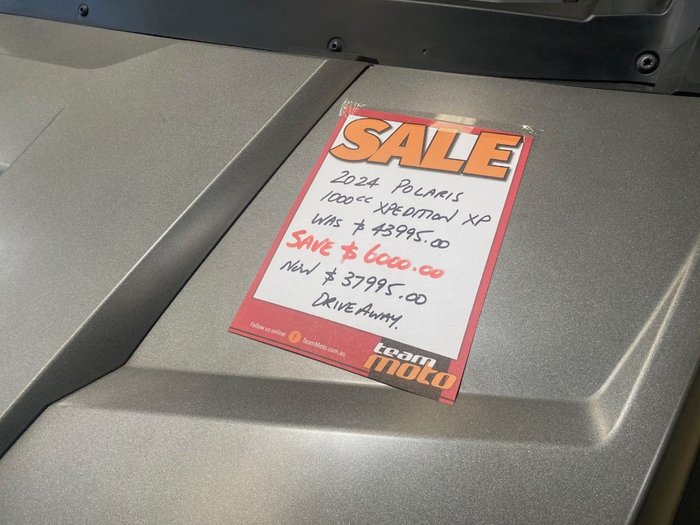 SALE
2024 POLARIS
1000cc XPEDITION XP
WAS $ 43995.00
SAVE $ 6000.00
NOW $ 37995.00
DRIVE AWAY.
Follow us online f TeamMoto.com.au
team
moto